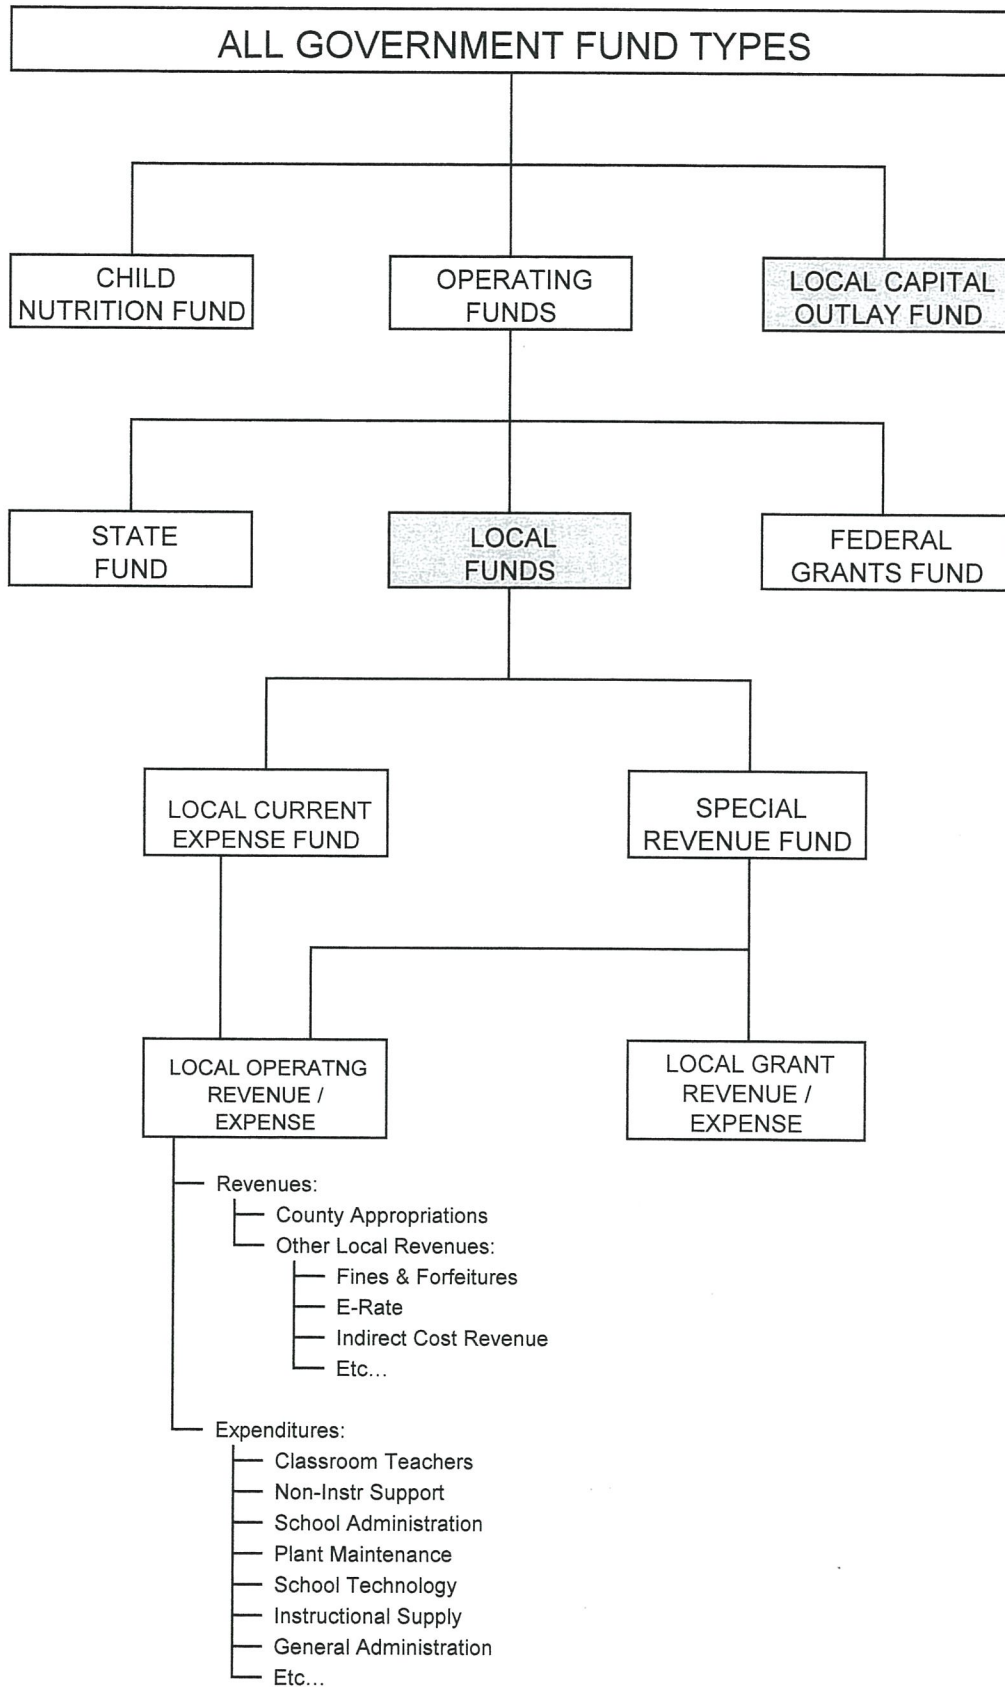 ALL GOVERNMENT FUND TYPES
CHILD
NUTRITION FUND
OPERATING
FUNDS
LOCAL CAPITAL
OUTLAY FUND
STATE
FUND
LOCAL
FUNDS
FEDERAL
GRANTS FUND
LOCAL CURRENT
EXPENSE FUND
SPECIAL
REVENUE FUND
LOCAL OPERATNG
REVENUE /
EXPENSE
LOCAL GRANT
REVENUE /
EXPENSE
Revenues:
County Appropriations
Other Local Revenues:
Fines & Forfeitures
E-Rate
Indirect Cost Revenue
Etc...
Expenditures:
Classroom Teachers
Non-Instr Support
School Administration
Plant Maintenance
School Technology
Instructional Supply
General Administration
Etc...